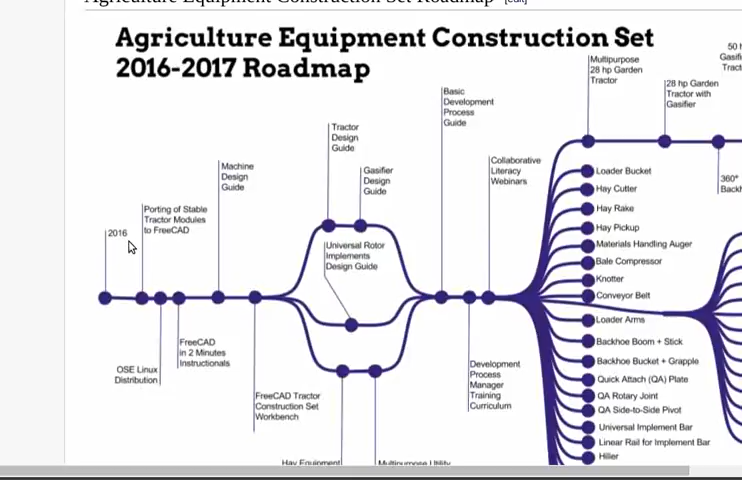 Agriculture Equipment Construction Set Roadmap [edit]
Agriculture Equipment Construction Set
2016-2017 Roadmap
50
Multipurpose
28 hp Garden
Tractor
28 hp Garden
Tractor with
Gasifier
Basic
Development
Process
Guide
Tractor
Design
Guide
Gasifier
Design
Guide
Machine
Design
Guide
Collaborative
Literacy
Webinars
360°
Porting of Stable
Tractor Modules
to FreeCAD
2016
Universal Rotor
Implements
Design Guide
Loader Bucket
Hay Cutter
Hay Rake
Hay Pickup
Materials Handling Auger
Bale Compressor
Knotter
Conveyor Belt
Loader Arms
Backhoe Boom + Stick
Backhoe Bucket + Grapple
Quick Attach (QA) Plate
QA Rotary Joint
QA Side-to-Side Pivot
Universal Implement Bar
Linear Rail for Implement Bar
Hiller
OSE Linux
Distribution
FreeCAD
in 2 Minutes
Instructionals
FreeCAD Tractor
Construction Set
Workbench
Development
Process
Manager
Training
Curriculum
Hay Equipment
Multipurpose Utility